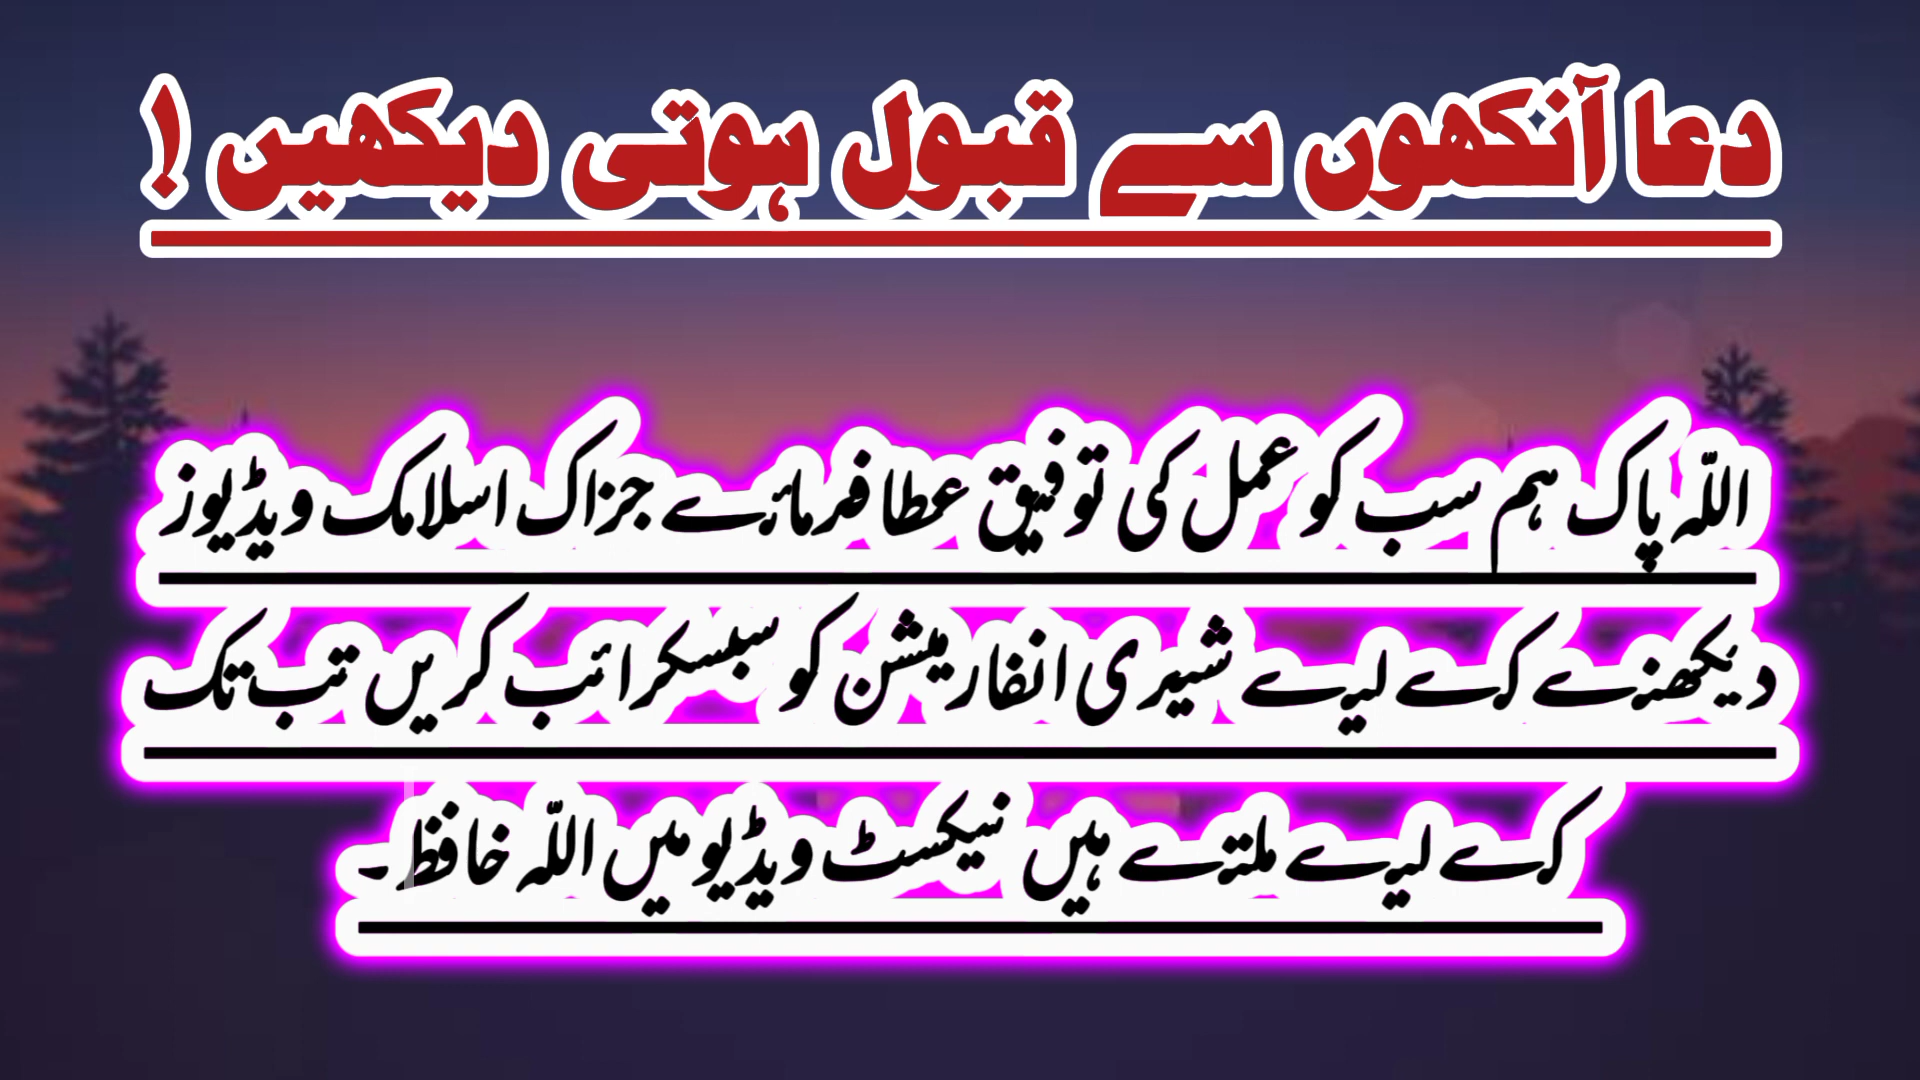 دعا آنکھوں سے قبول ہوتی دیکھیں !
اللہ پاک ہم سب کو عمل کی توفیق عطا فرمائے جزاک اسلامک ویڈیوز
دیکھنے کے لیے شیری انفارمیشن کو سبسکرائب کریں تب تک
کے لیے ملتے ہیں نیکسٹ ویڈیو میں اللہ خافظ۔